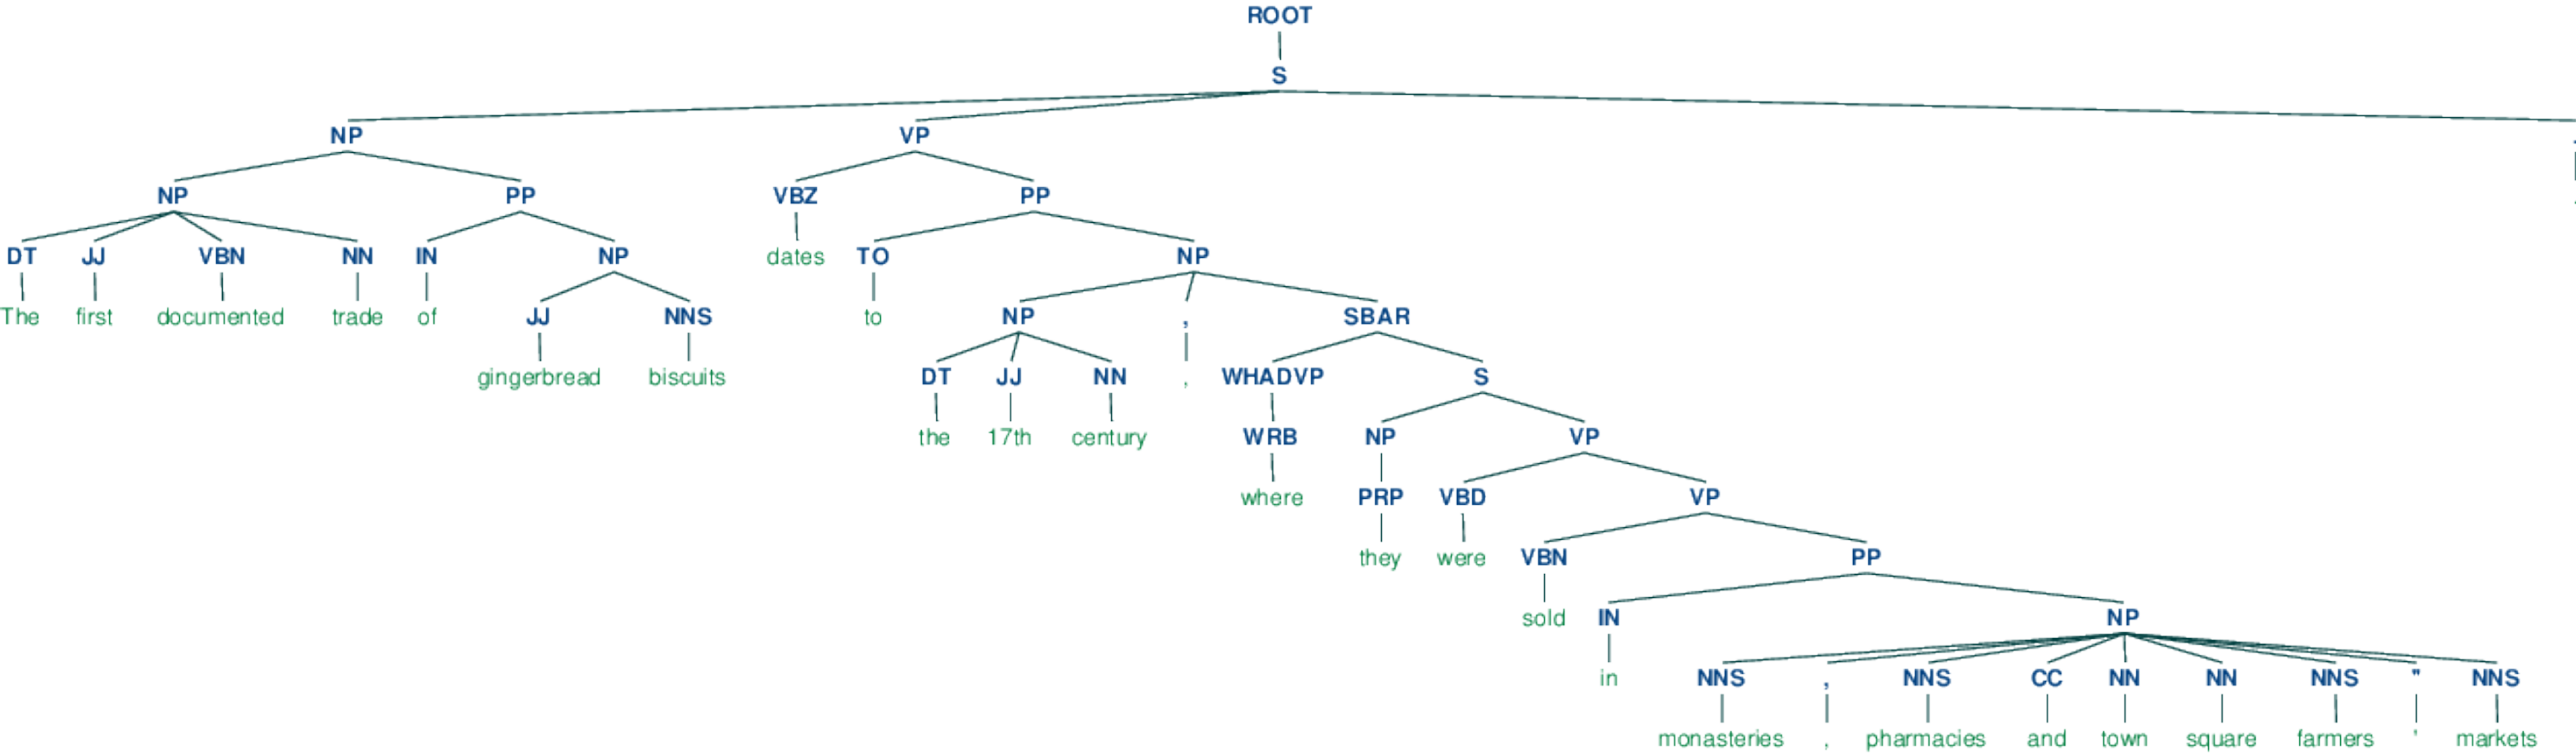 ROOT
S
NP VP
NP PP VBZ PP
DT JJ VBN NN IN NP dates TO NP
The first documented trade of JJ NNS to NP , SBAR
gingerbread biscuits DT JJ NN , WHADVP S
the 17th century WRB NP VP
where PRP VBD VP
they were VBN PP
sold IN NP
in NNS , NNS CC NN NN NNS " NNS
monasteries , pharmacies and town square farmers ' markets